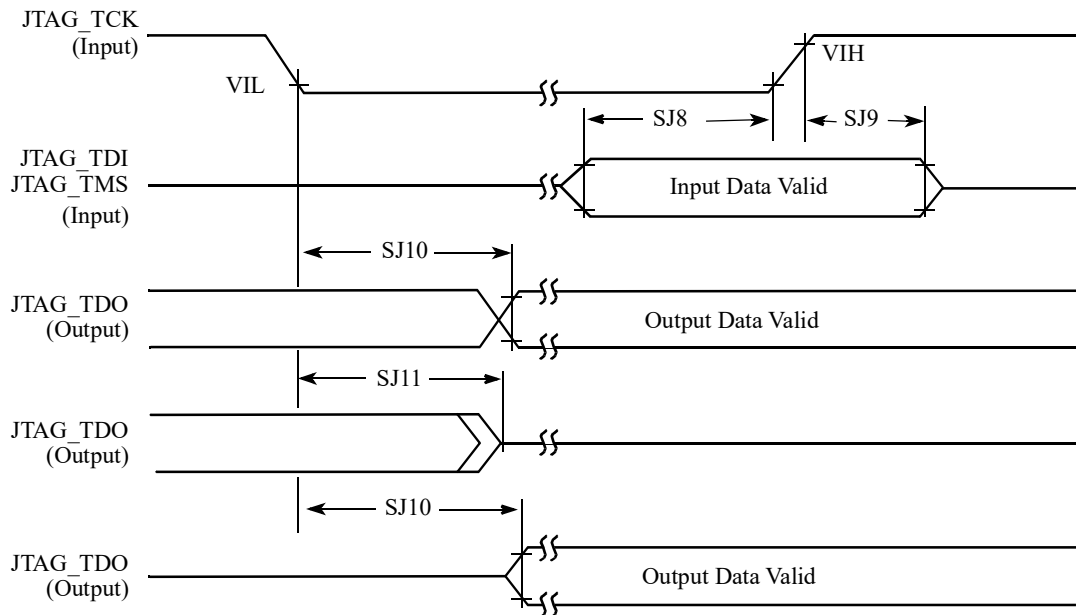 JTAG_TCK
(Input)
VIL
VIH
SJ8
SJ9
JTAG_TDI
JTAG_TMS
(Input)
Input Data Valid
SJ10
JTAG_TDO
(Output)
Output Data Valid
SJ11
JTAG_TDO
(Output)
SJ10
JTAG_TDO
(Output)
Output Data Valid